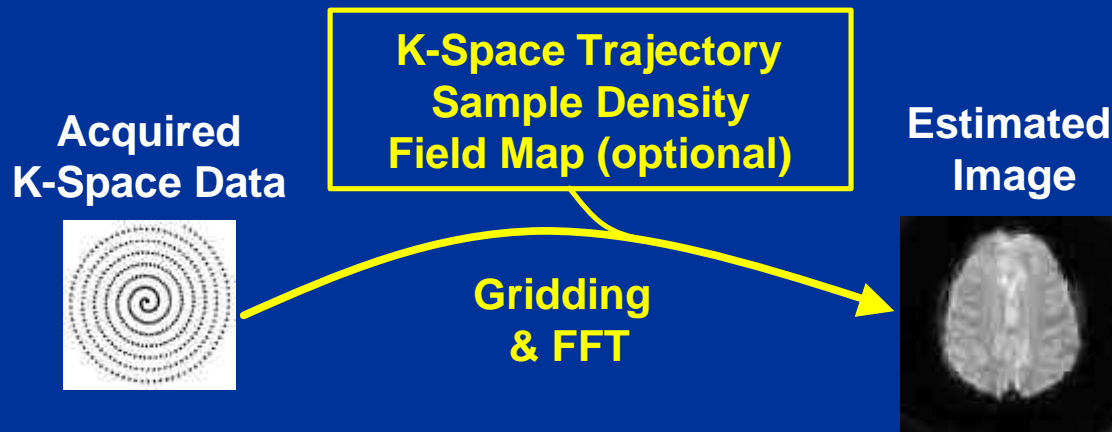 K-Space Trajectory
Sample Density
Field Map (optional)
Acquired
K-Space Data
Estimated
Image
Gridding
& FFT